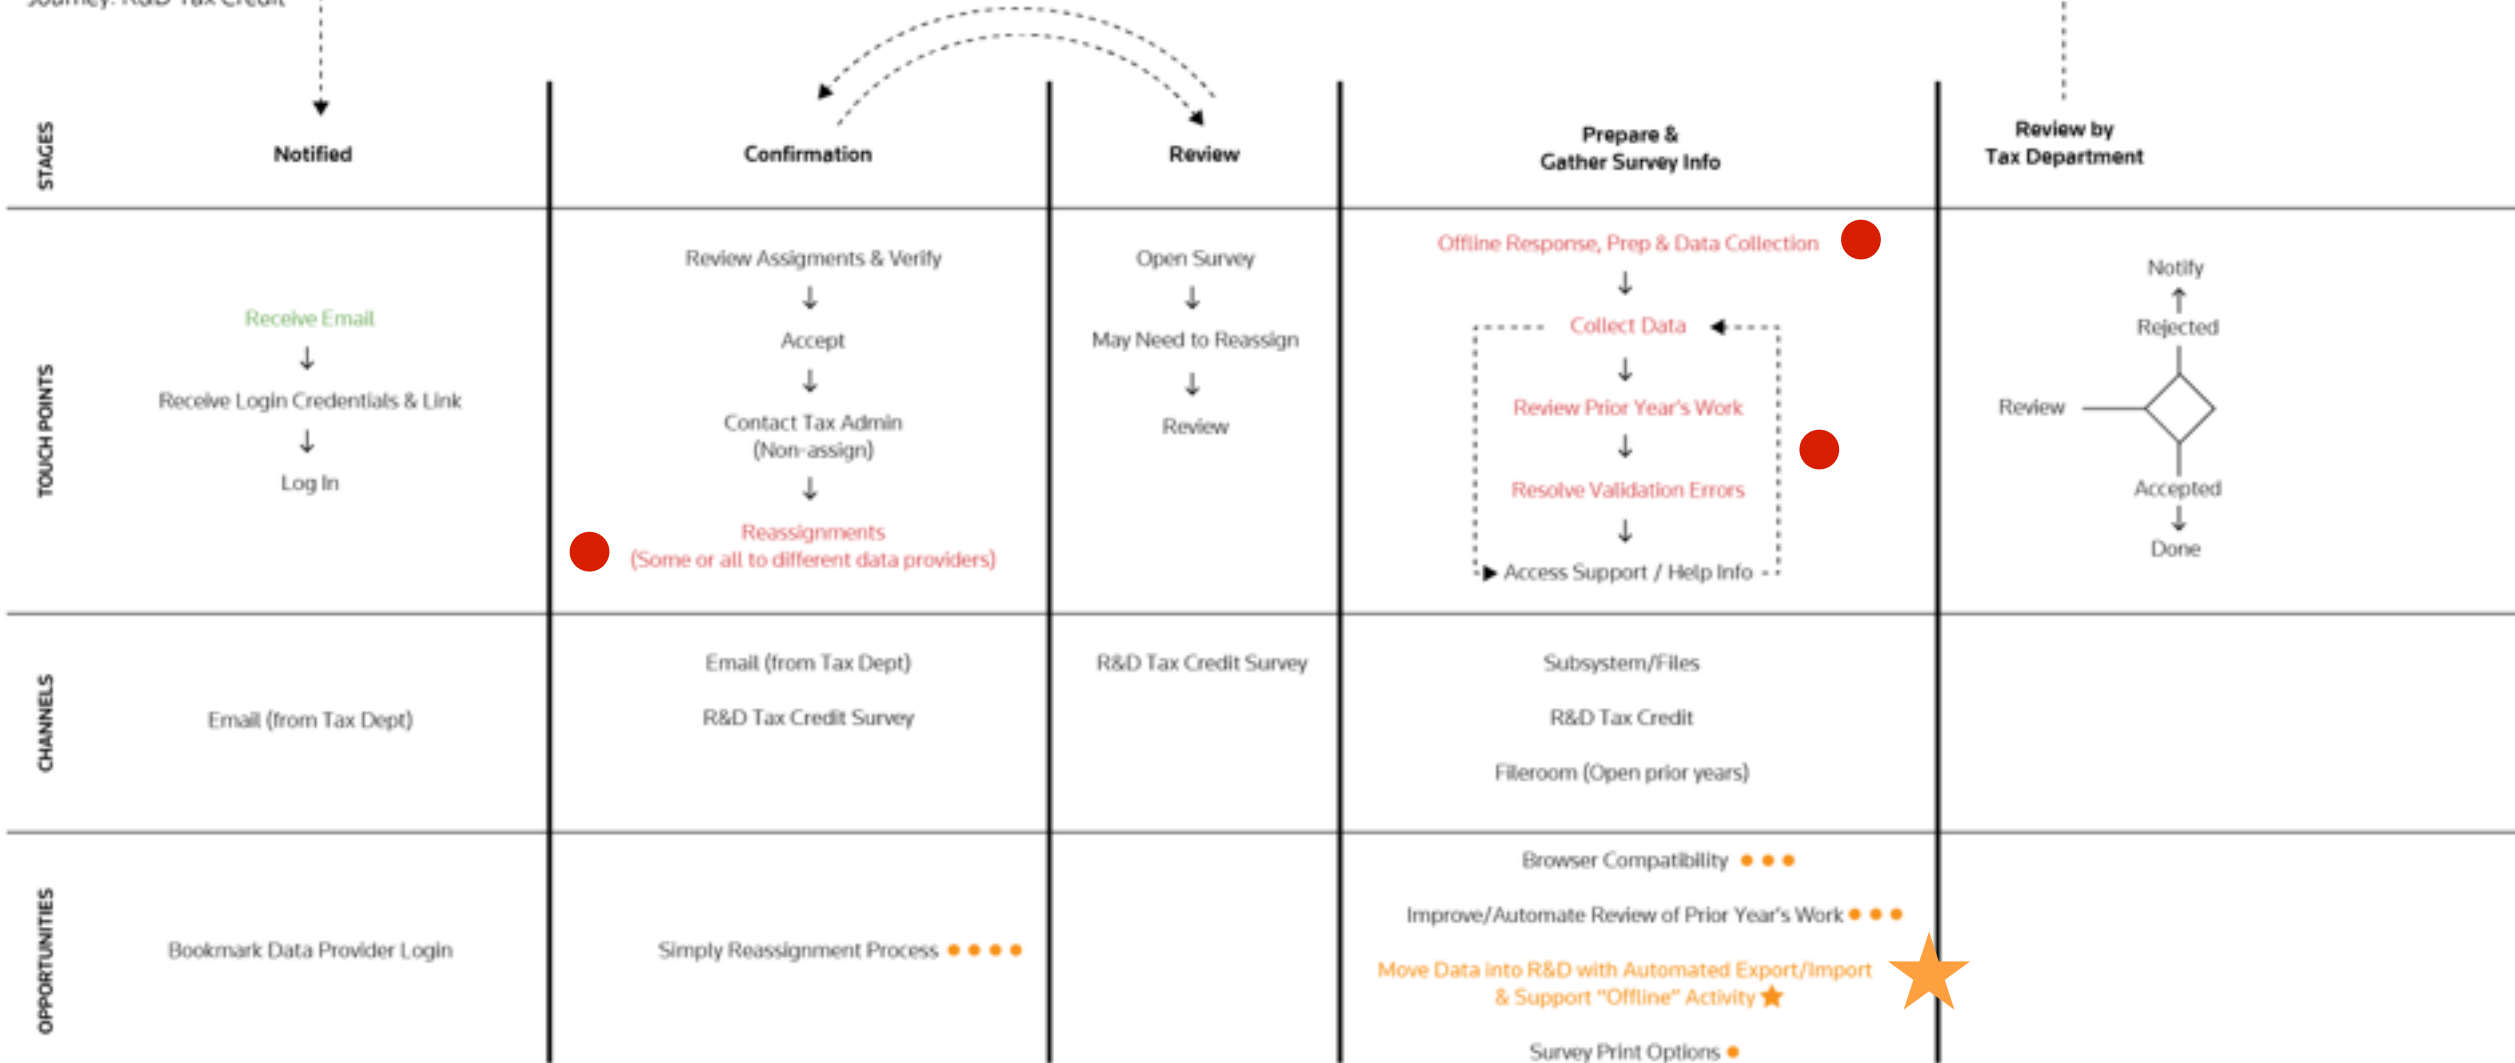 Journey: R&D Tax Credit
STAGES
Notified
Confirmation
Review
Prepare &
Gather Survey Info
Review by
Tax Department
TOUCH POINTS
Receive Email
Receive Login Credentials & Link
Log In
Review Assigments & Verify
Accept
Contact Tax Admin
(Non-assign)
Reassignments
(Some or all to different data providers)
Open Survey
May Need to Reassign
Review
Offline Response, Prep & Data Collection
Collect Data
Review Prior Year's Work
Resolve Validation Errors
Access Support / Help Info
Notify
Rejected
Review
Accepted
Done
CHANNELS
Email (from Tax Dept)
Email (from Tax Dept)
R&D Tax Credit Survey
R&D Tax Credit Survey
Subsystem/Files
R&D Tax Credit
Fileroom (Open prior years)
OPPORTUNITIES
Bookmark Data Provider Login
Simply Reassignment Process
Browser Compatibility
Improve/Automate Review of Prior Year's Work
Move Data into R&D with Automated Export/Import
& Support "Offline" Activity
Survey Print Options